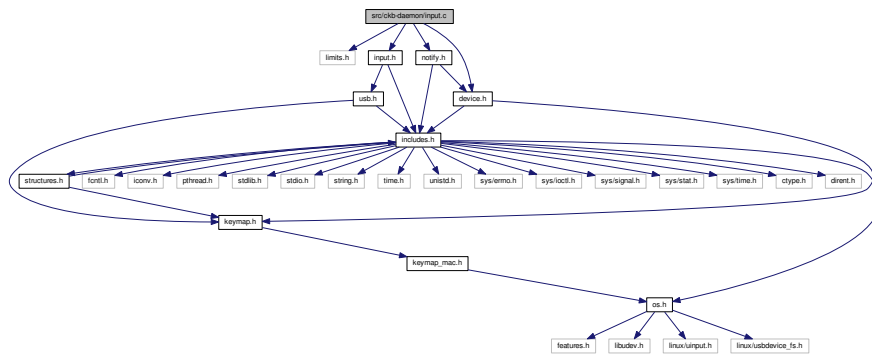 src/ckb-daemon/input.c
limits.h
input.h
notify.h
usb.h
device.h
includes.h
structures.h
fcntl.h
iconv.h
pthread.h
stdlib.h
stdio.h
string.h
time.h
unistd.h
sys/errno.h
sys/ioctl.h
sys/signal.h
sys/stat.h
sys/time.h
ctype.h
dirent.h
keymap.h
keymap_mac.h
os.h
features.h
libudev.h
linux/uinput.h
linux/usbdevice_fs.h